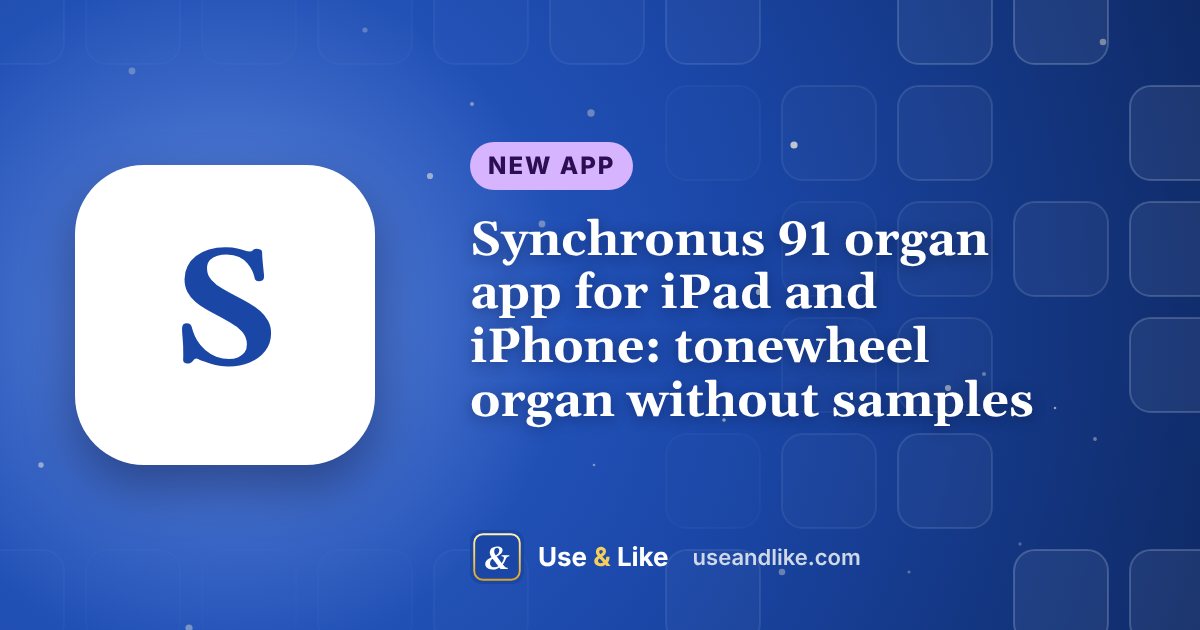 S
NEW APP
Synchronus 91 organ
app for iPad and
iPhone: tonewheel
organ without samples
& Use & Like useandlike.com